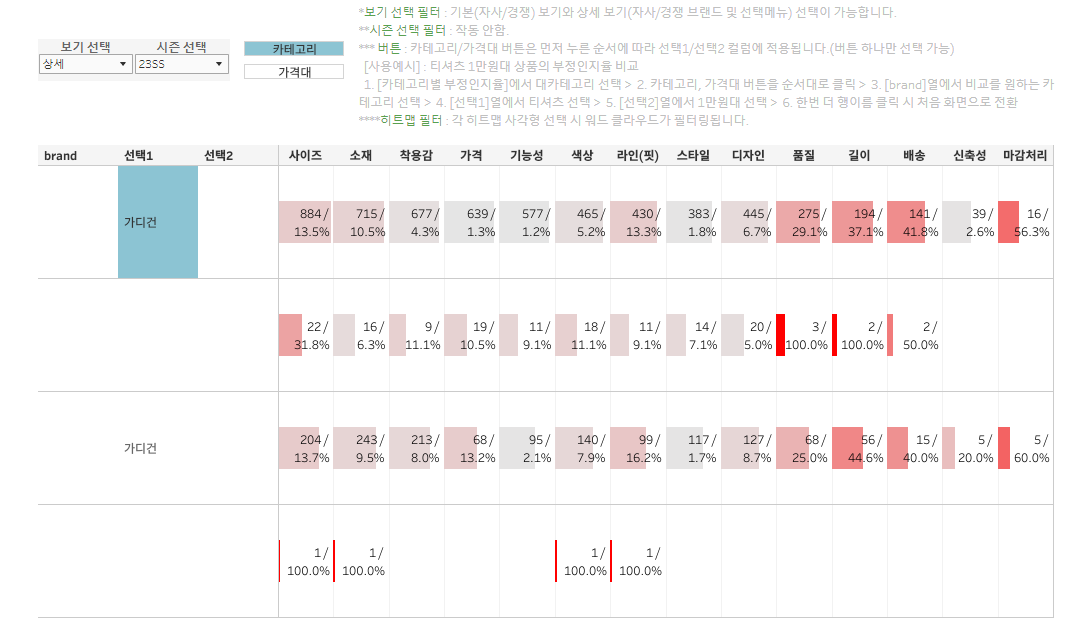 *보기 선택 필터 : 기본(자사/경쟁) 보기와 상세 보기(자사/경쟁 브랜드 및 선택메뉴) 선택이 가능합니다.
**시즌 선택 필터 : 작동 안함.
*** 버튼 : 카테고리/가격대 버튼은 먼저 누른 순서에 따라 선택1/선택2 컬럼에 적용됩니다.(버튼 하나만 선택 가능)
[사용예시] : 티셔츠 1만원대 상품의 부정인지율 비교
1. [카테고리별 부정인지율]에서 대카테고리 선택 > 2. 카테고리, 가격대 버튼을 순서대로 클릭 > 3. [brand]열에서 비교를 원하는 카
테고리 선택 > 4. [선택1]열에서 티셔츠 선택 > 5. [선택2]열에서 1만원대 선택 > 6. 한번 더 행이름 클릭 시 처음 화면으로 전환
****히트맵 필터 : 각 히트맵 사각형 선택 시 워드 클라우드가 필터링됩니다.
보기 선택 시즌 선택
상세 23SS
카테고리
가격대
brand 선택1 선택2 사이즈 소재 착용감 가격 기능성 색상 라인(핏) 스타일 디자인 품질 길이 배송 신축성 마감처리
가디건
884 / 715 / 677 / 639 / 577 / 465 / 430 / 383 / 445 / 275 / 194 / 141 / 39 / 16 /
13.5% 10.5% 4.3% 1.3% 1.2% 5.2% 13.3% 1.8% 6.7% 29.1% 37.1% 41.8% 2.6% 56.3%
22 / 16 / 9 / 19 / 11 / 18 / 11 / 14 / 20 / 3 / 2 / 2 /
31.8% 6.3% 11.1% 10.5% 9.1% 11.1% 9.1% 7.1% 5.0% 100.0% 100.0% 50.0%
가디건
204 / 243 / 213 / 68 / 95 / 140 / 99 / 117 / 127 / 68 / 56 / 15 / 5 / 5 /
13.7% 9.5% 8.0% 13.2% 2.1% 7.9% 16.2% 1.7% 8.7% 25.0% 44.6% 40.0% 20.0% 60.0%
1 / 1 / 1 / 1 /
100.0% 100.0% 100.0% 100.0%